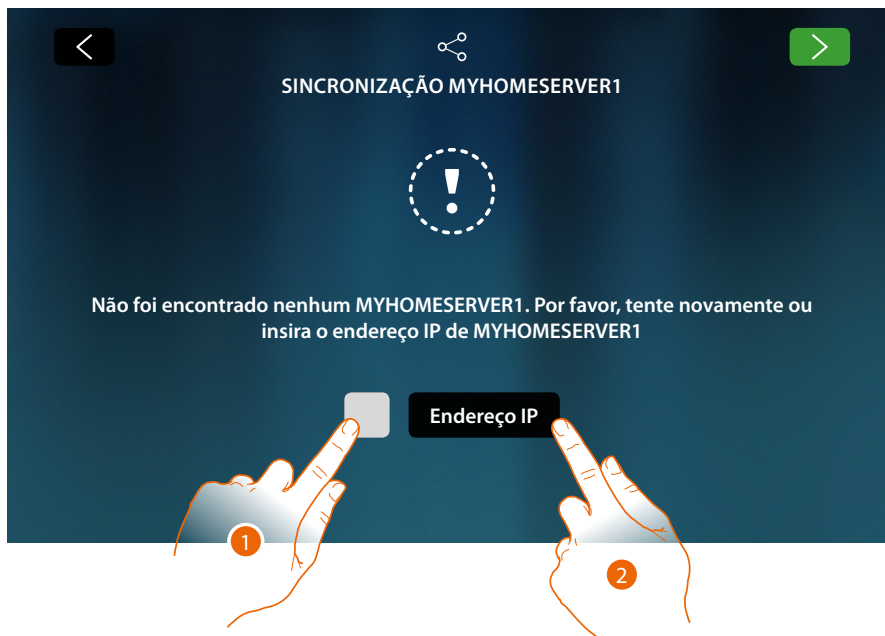 SINCRONIZAÇÃO MYHOMESERVER1
!
Não foi encontrado nenhum MYHOMESERVER1. Por favor, tente novamente ou
insira o endereço IP de MYHOMESERVER1
Endereço IP
1
2